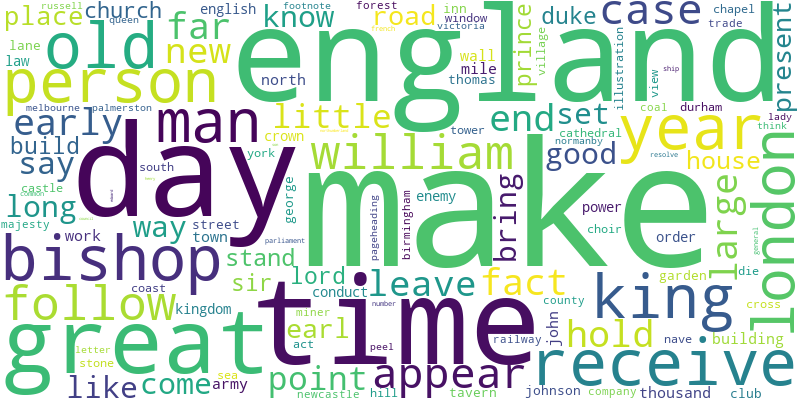 place church english forest inn window case prince duke
russell queen footnote victoria chapel trade
lane law old far new know road england village illustration view present
person north wall mile thomas
melbourne palmerston coal durham lady think
early man little end set tower cathedral year
build crown william normanby ship
say day york good house resolve
castle south make bring
common george enemy power london
long majesty way street town pageheading birmingham choir order large general
work parliament
bishop stand sir lord leave fact king garden die
coast conduct county cross
follow kingdom time earl hold building
great miner number railway john nave
letter stone act peel receive
sea point appear
like come army newcastle hill tavern johnson company thousand club